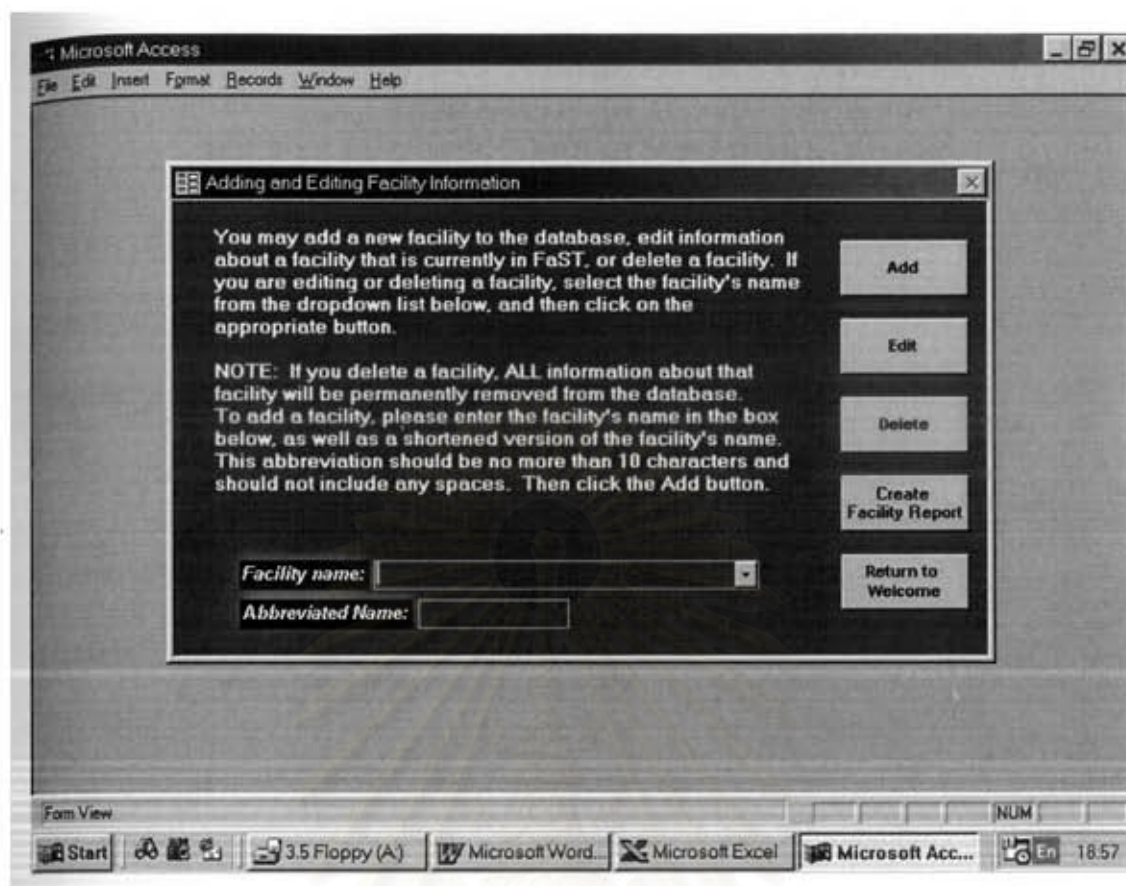 Microsoft Access
File Edit Insert Format Records Window Help
Adding and Editing Facility Information
You may add a new facility to the database, edit information
about a facility that is currently in FaST, or delete a facility. If
you are editing or deleting a facility, select the facility's name
from the dropdown list below, and then click on the
appropriate button.
NOTE: If you delete a facility, ALL information about that
facility will be permanently removed from the database.
To add a facility, please enter the facility's name in the box
below, as well as a shortened version of the facility's name.
This abbreviation should be no more than 10 characters and
should not include any spaces. Then click the Add button.
Add
Edit
Delete
Create
Facility Report
Return to
Welcome
Facility name:
Abbreviated Name:
Form View
NUM
Start
3.5 Floppy (A:)
Microsoft Word...
Microsoft Excel
Microsoft Acc...
En
18:57